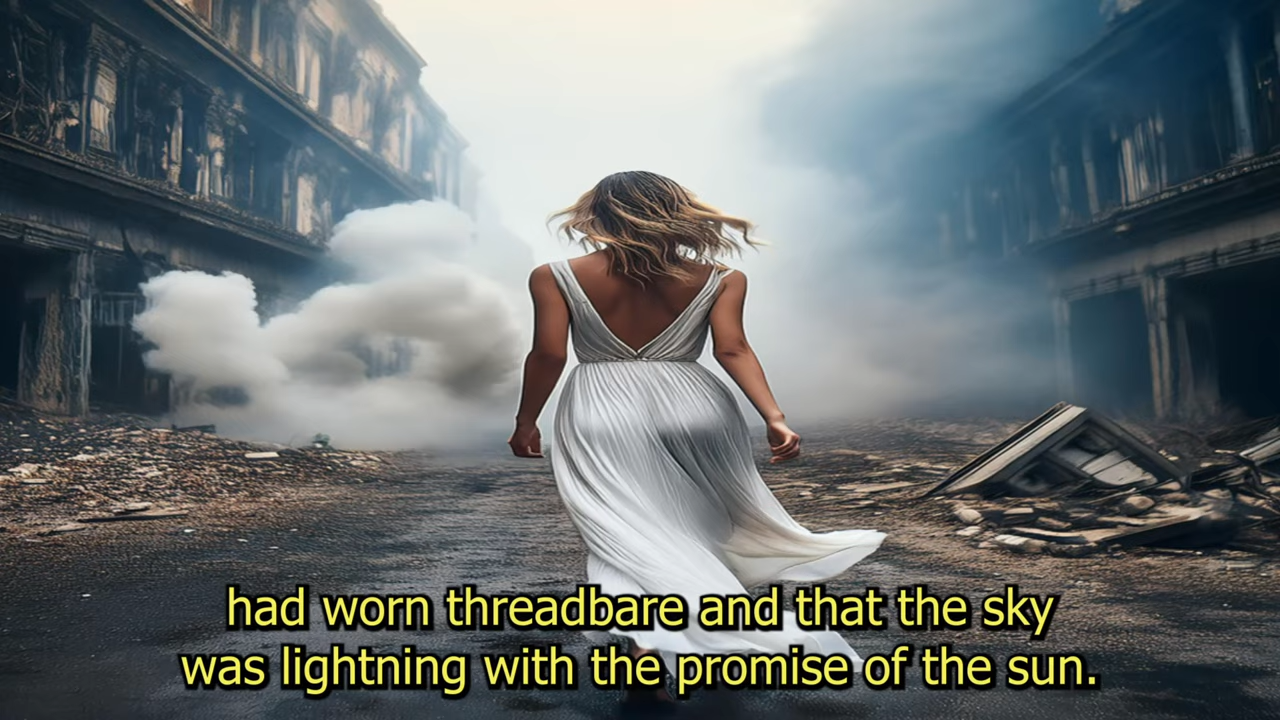 had worn threadbare and that the sky
was lightning with the promise of the sun.